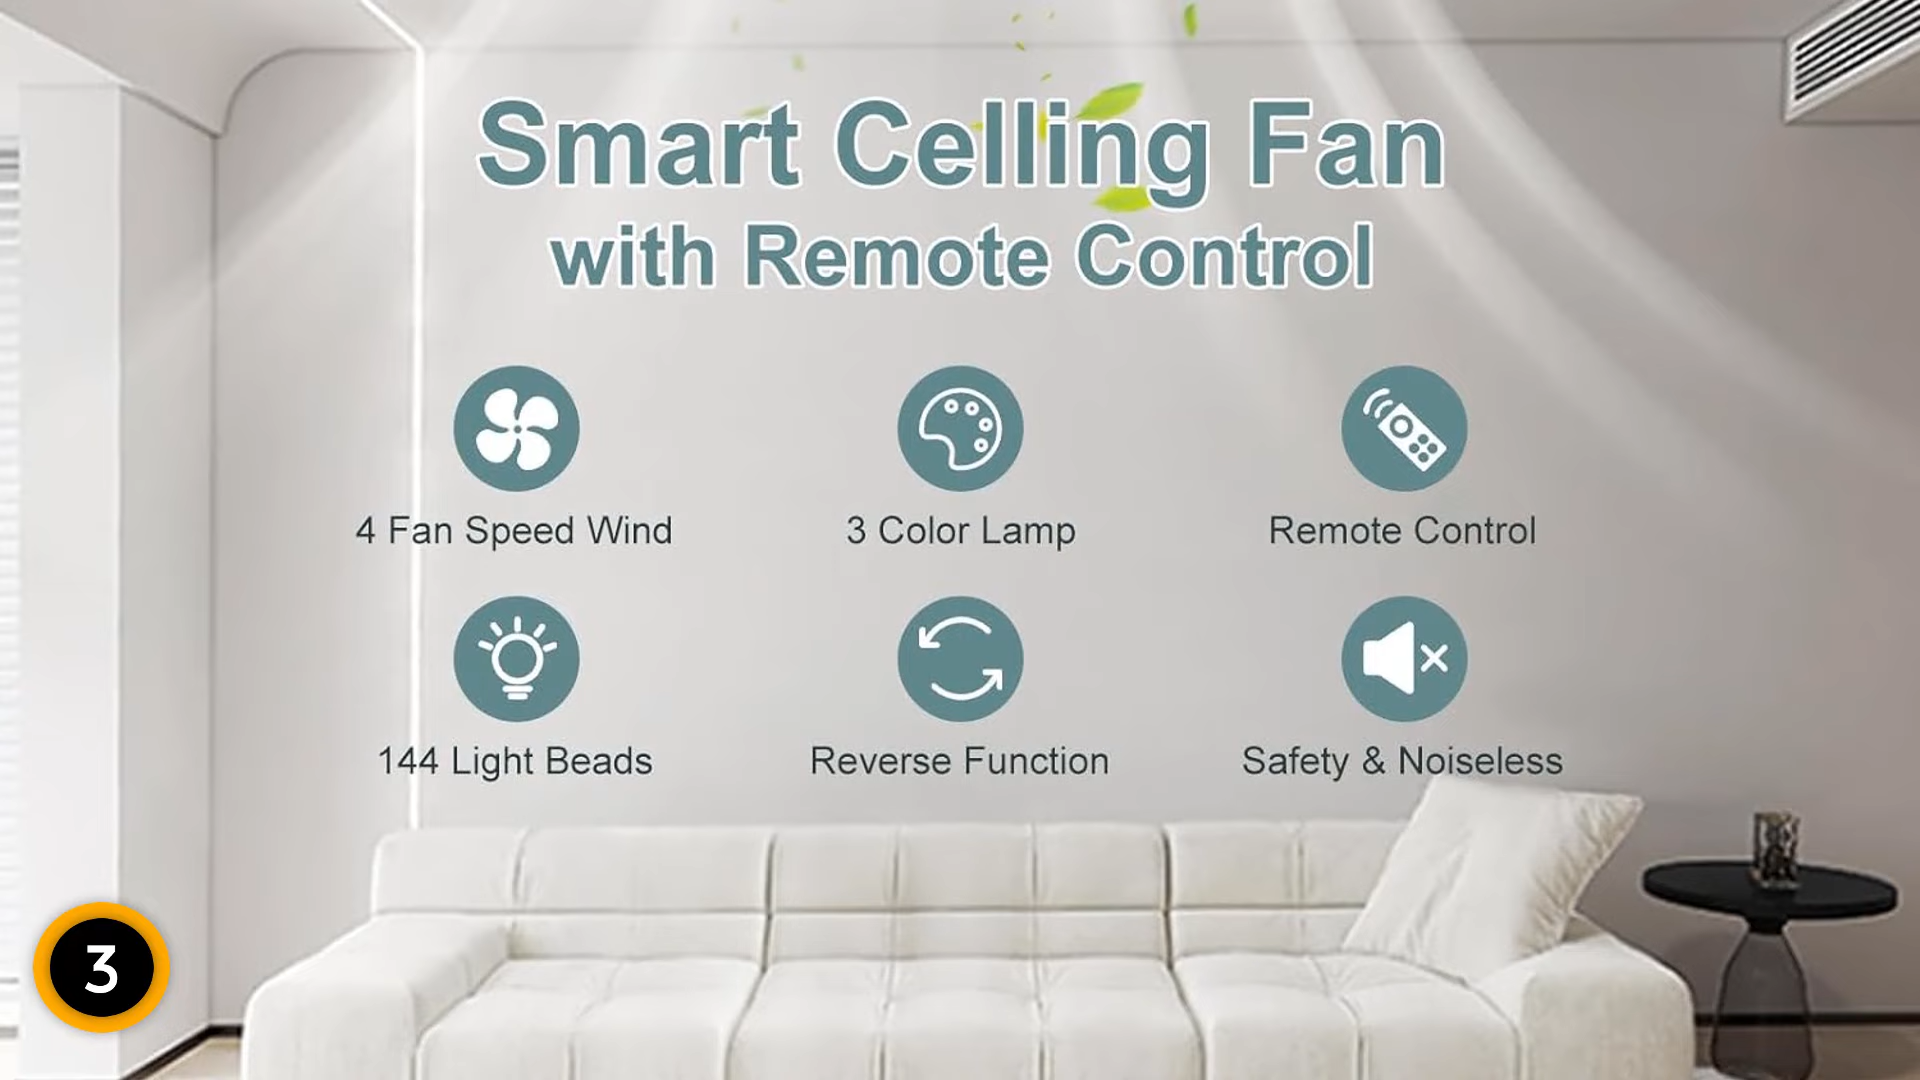 Smart Celling Fan
with Remote Control
4 Fan Speed Wind
3 Color Lamp
Remote Control
144 Light Beads
Reverse Function
Safety & Noiseless
3